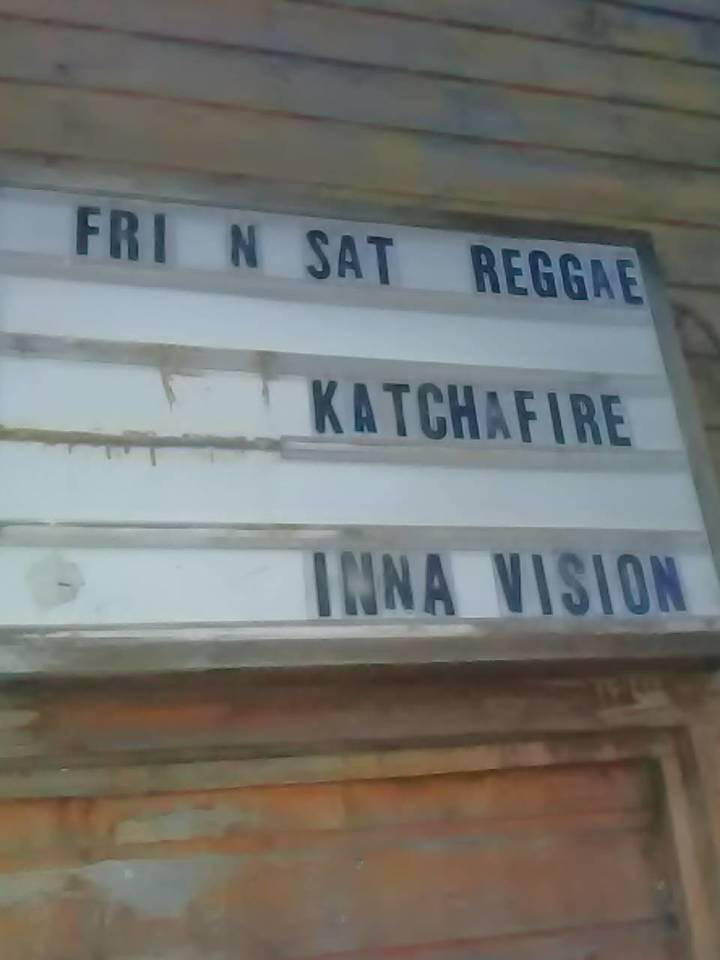 FRI N SAT REGGAE
KATCHAFIRE
INNA VISION